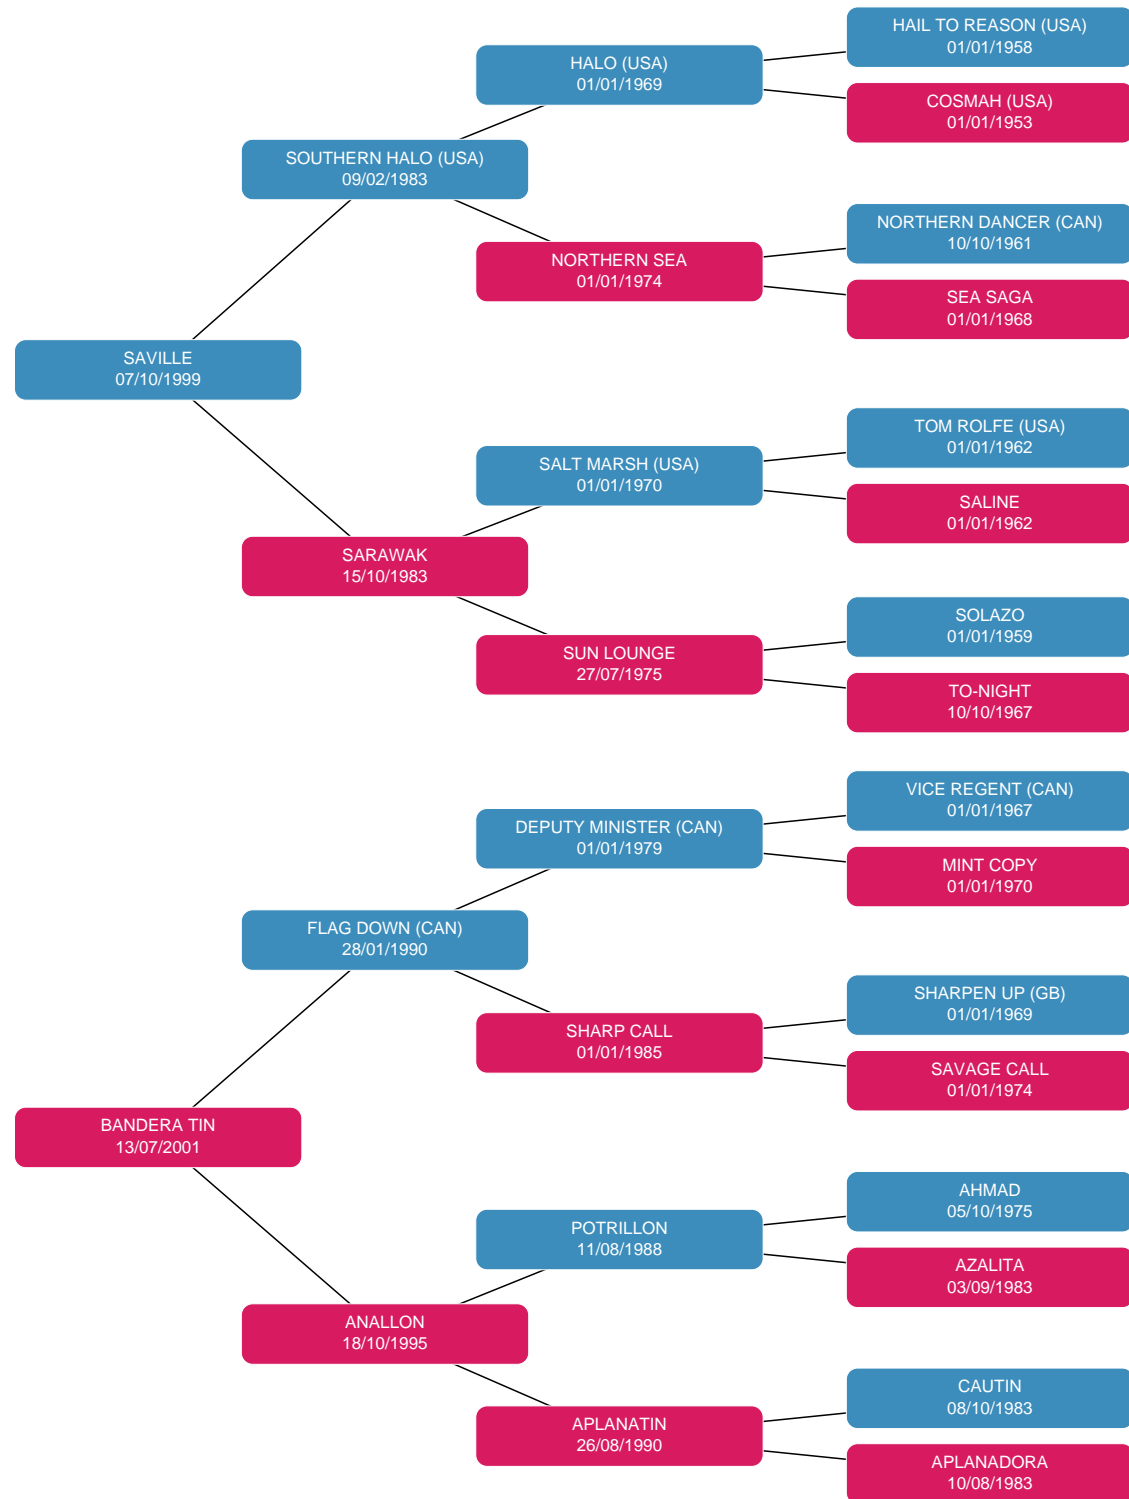 HAIL TO REASON (USA)
01/01/1958
HALO (USA)
01/01/1969
COSMAH (USA)
01/01/1953
SOUTHERN HALO (USA)
09/02/1983
NORTHERN DANCER (CAN)
10/10/1961
NORTHERN SEA
01/01/1974
SEA SAGA
01/01/1968
SAVILLE
07/10/1999
TOM ROLFE (USA)
01/01/1962
SALT MARSH (USA)
01/01/1970
SALINE
01/01/1962
SARAWAK
15/10/1983
SOLAZO
01/01/1959
SUN LOUNGE
27/07/1975
TO-NIGHT
10/10/1967
VICE REGENT (CAN)
01/01/1967
DEPUTY MINISTER (CAN)
01/01/1979
MINT COPY
01/01/1970
FLAG DOWN (CAN)
28/01/1990
SHARPEN UP (GB)
01/01/1969
SHARP CALL
01/01/1985
SAVAGE CALL
01/01/1974
BANDERA TIN
13/07/2001
AHMAD
05/10/1975
POTRILLON
11/08/1988
AZALITA
03/09/1983
ANALLON
18/10/1995
CAUTIN
08/10/1983
APLANATIN
26/08/1990
APLANADORA
10/08/1983